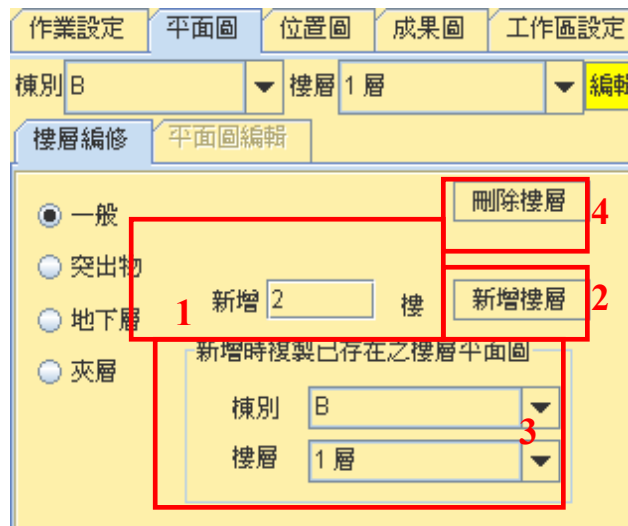 作業設定 平面圖 位置圖 成果圖 工作區設定
棟別 B 樓層 1 層 編輯
樓層編修 平面圖編輯
一般 刪除樓層 4
突出物
1 新增 2 樓 新增樓層 2
地下層
新增時複製已存在之樓層平面圖
夾層
棟別 B
3
樓層 1 層